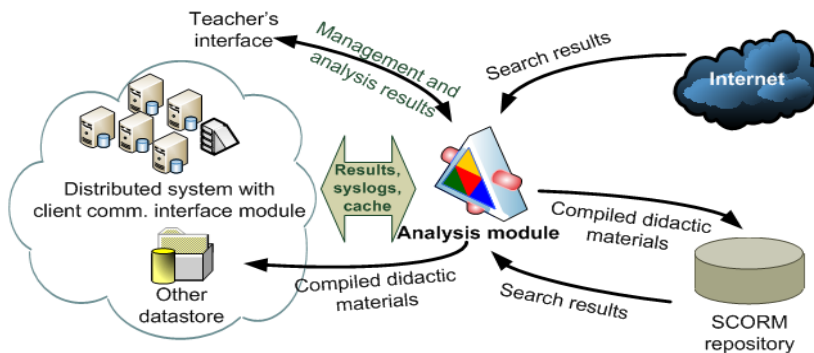 Teacher's
interface
Management and
analysis results
Search results
Internet
Distributed system with
client comm. interface module
Results,
syslogs,
cache
Analysis module
Compiled didactic
materials
Other
datastore
Compiled didactic
materials
Search results
SCORM
repository